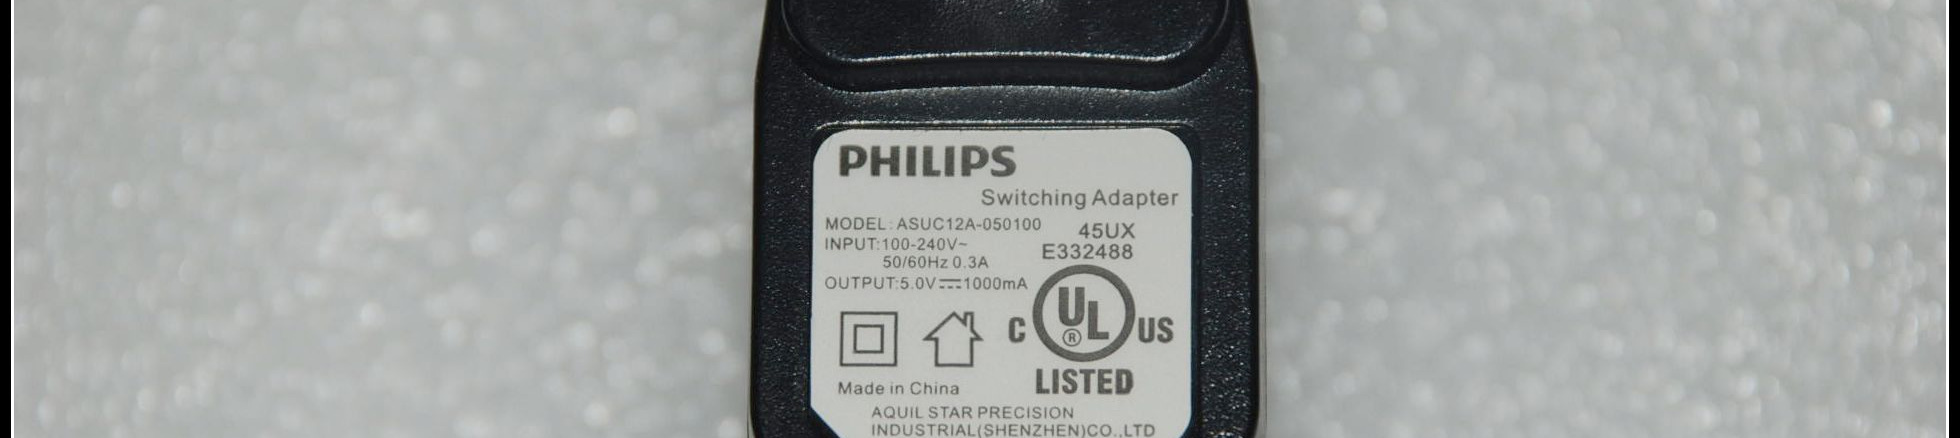 PHILIPS
Switching Adapter
MODEL: ASUC12A-050100
45UX
INPUT:100-240V~
E332488
50/60Hz 0.3A
OUTPUT:5.0V⎓1000mA
C UL® US
LISTED
Made in China
AQUIL STAR PRECISION
INDUSTRIAL(SHENZHEN)CO.,LTD